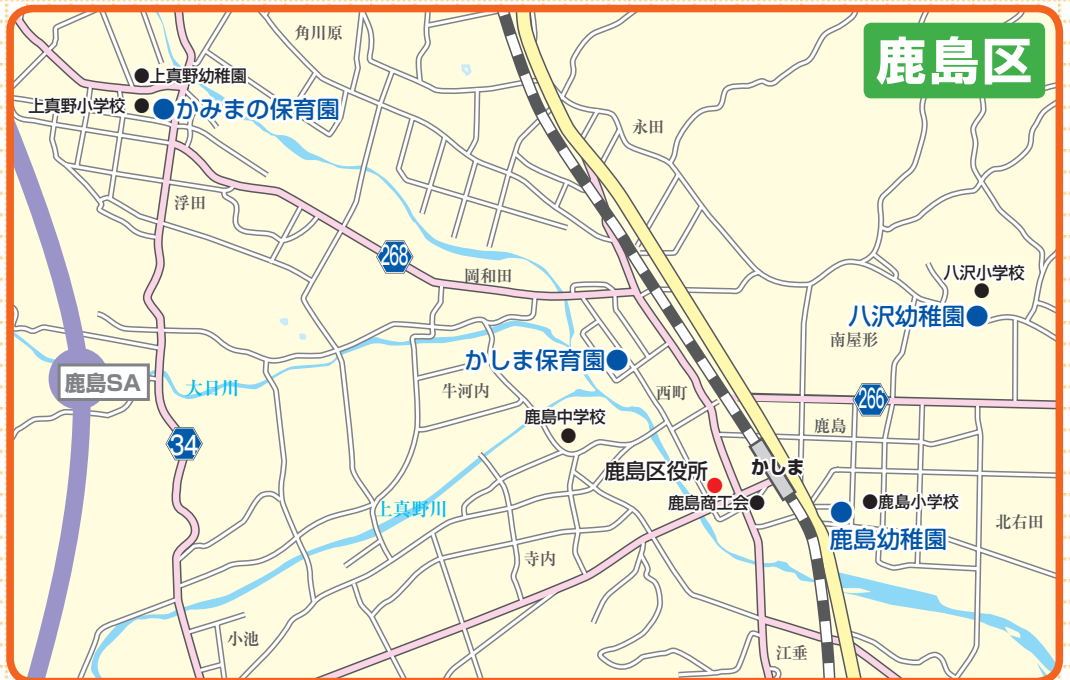 鹿島区
角川原
上真野幼稚園
上真野小学校
かみまの保育園
永田
浮田
268
岡和田
八沢小学校
八沢幼稚園
南屋形
かしま保育園
鹿島SA
大日川
牛河内
西町
266
鹿島中学校
鹿島
34
鹿島区役所
かしま
鹿島商工会
鹿島小学校
上真野川
北右田
鹿島幼稚園
寺内
小池
江垂